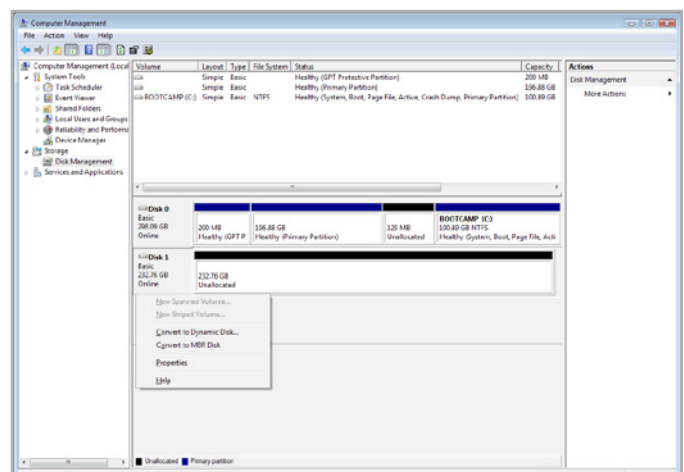 Computer Management
File Action View Help
Computer Management (Local
System Tools
Task Scheduler
Event Viewer
Shared Folders
Local Users and Groups
Reliability and Performa
Device Manager
Storage
Disk Management
Services and Applications
Volume Layout Type File System Status Capacity
Simple Basic Healthy (GPT Protective Partition) 200 MB
Simple Basic Healthy (Primary Partition) 196.88 GB
BOOTCAMP (C:) Simple Basic NTFS Healthy (System, Boot, Page File, Active, Crash Dump, Primary Partition) 100.89 GB
Actions
Disk Management
More Actions
Disk 0
Basic
298.09 GB
Online
200 MB
Healthy (GPT P
196.88 GB
Healthy (Primary Partition)
129 MB
Unallocated
BOOTCAMP (C:)
100.89 GB NTFS
Healthy (System, Boot, Page File, Acti
Disk 1
Basic
232.76 GB
Online
232.76 GB
Unallocated
New Spanned Volume...
New Striped Volume...
Convert to Dynamic Disk...
Convert to MBR Disk
Properties
Help
Unallocated Primary partition